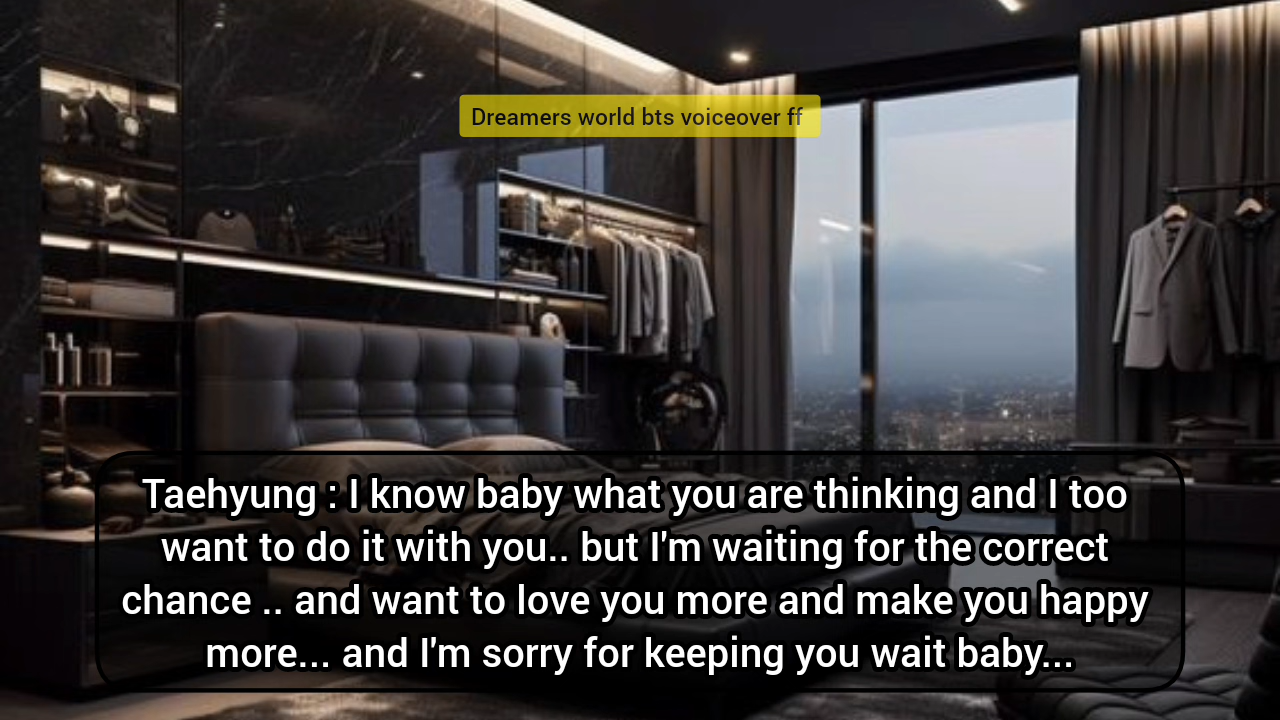 Dreamers world bts voiceover ff
Taehyung : I know baby what you are thinking and I too
want to do it with you.. but I'm waiting for the correct
chance .. and want to love you more and make you happy
more... and I'm sorry for keeping you wait baby...